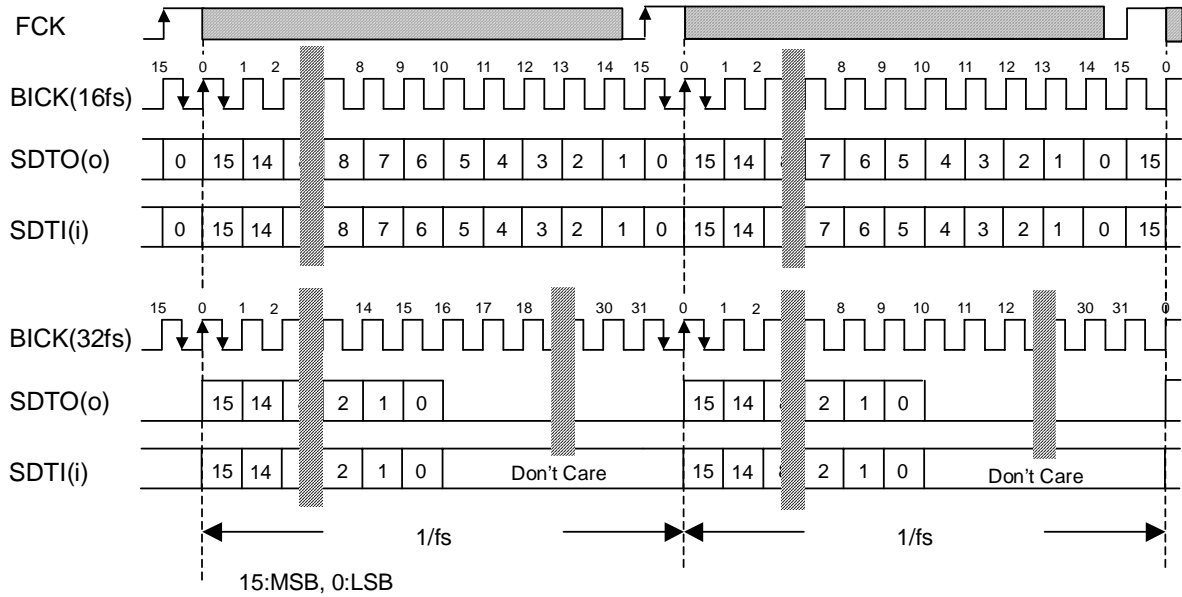 FCK
15 0 1 2 8 9 10 11 12 13 14 15 0 1 2 8 9 10 11 12 13 14 15 0
BICK(16fs)
SDTO(o) 0 15 14 8 7 6 5 4 3 2 1 0 15 14 7 6 5 4 3 2 1 0 15
SDTI(i) 0 15 14 8 7 6 5 4 3 2 1 0 15 14 7 6 5 4 3 2 1 0 15
15 0 1 2 14 15 16 17 18 30 31 0 1 2 8 9 10 11 12 30 31 0
BICK(32fs)
SDTO(o) 15 14 2 1 0 15 14 2 1 0
SDTI(i) 15 14 2 1 0 Don't Care 15 14 2 1 0 Don't Care
1/fs 1/fs
15:MSB, 0:LSB